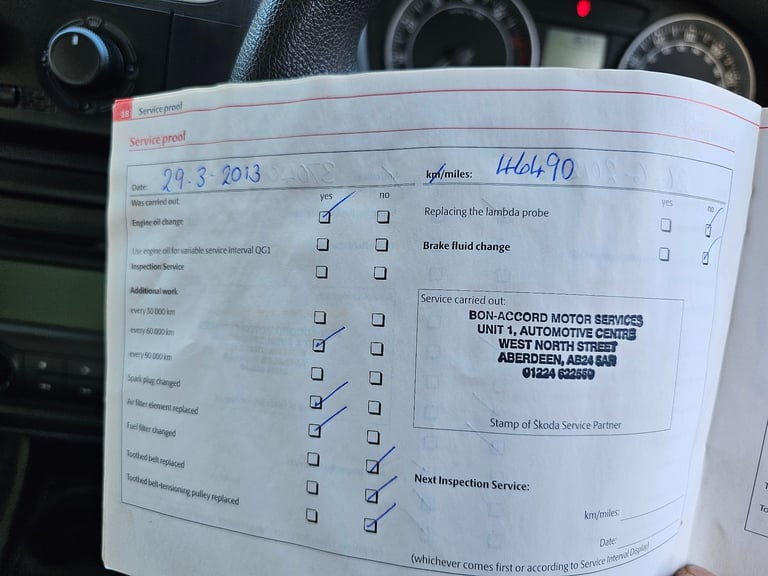 38 Service proof
Service proof
Date: 29-3-2013
km/miles: 46490
Was carried out:
yes no
Engine oil change
Use engine oil for variable service interval QG1
Inspection Service
Additional work
every 30 000 km
every 60 000 km
every 90 000 km
Spark plug changed
Air filter element replaced
Fuel filter changed
Toothed belt replaced
Toothed belt-tensioning pulley replaced
yes no
Replacing the lambda probe
Brake fluid change
Service carried out:
BON-ACCORD MOTOR SERVICES
UNIT 1, AUTOMOTIVE CENTRE
WEST NORTH STREET
ABERDEEN, AB24 5AR
01224 622559
Stamp of Škoda Service Partner
Next Inspection Service:
km/miles:
Date:
(whichever comes first or according to Service Interval Display)